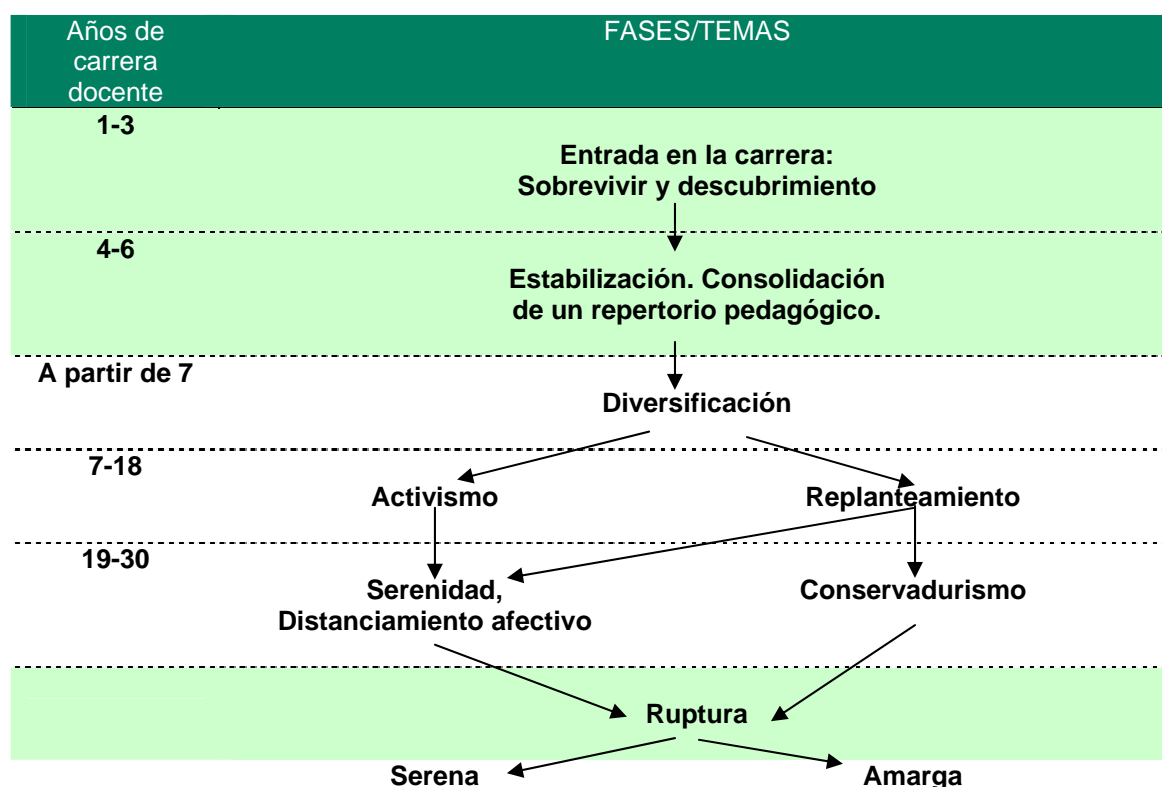 Años de
carrera
docente
FASES/TEMAS
1-3
Entrada en la carrera:
Sobrevivir y descubrimiento
4-6
Estabilización. Consolidación
de un repertorio pedagógico.
A partir de 7
Diversificación
7-18
Activismo
Replanteamiento
19-30
Serenidad,
Distanciamiento afectivo
Conservadurismo
Ruptura
Serena
Amarga